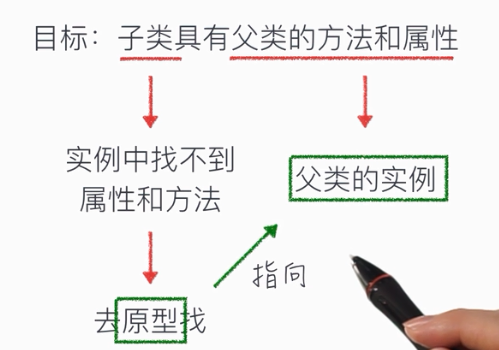 目标：子类具有父类的方法和属性
实例中找不到
属性和方法
父类的实例
指向
去原型找